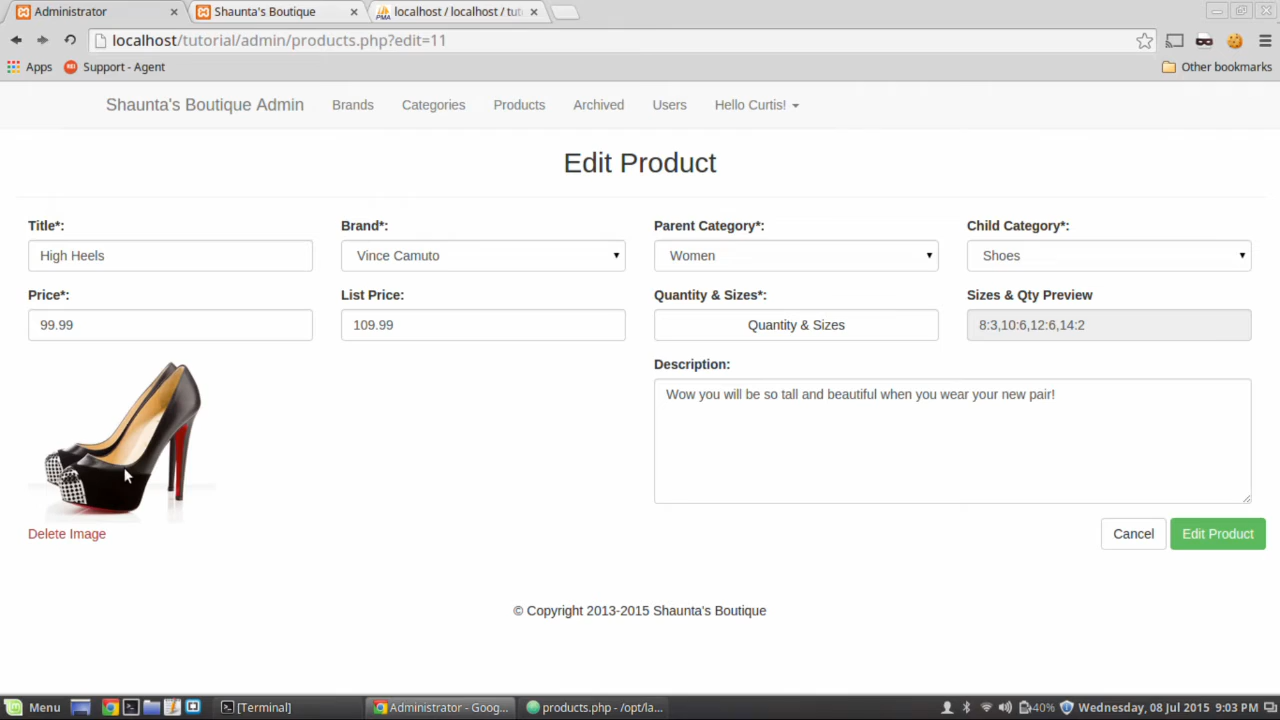 Administrator
Shaunta's Boutique
localhost / localhost / tut
localhost/tutorial/admin/products.php?edit=11
Apps
Support - Agent
Other bookmarks
Shaunta's Boutique Admin
Brands
Categories
Products
Archived
Users
Hello Curtis!
Edit Product
Title*:
Brand*:
Parent Category*:
Child Category*:
High Heels
Vince Camuto
Women
Shoes
Price*:
List Price:
Quantity & Sizes*:
Sizes & Qty Preview
99.99
109.99
Quantity & Sizes
8:3,10:6,12:6,14:2
Description:
Wow you will be so tall and beautiful when you wear your new pair!
Delete Image
Cancel
Edit Product
© Copyright 2013-2015 Shaunta's Boutique
Menu
[Terminal]
Administrator - Goog...
products.php - /opt/la...
40%
Wednesday, 08 Jul 2015
9:03 PM